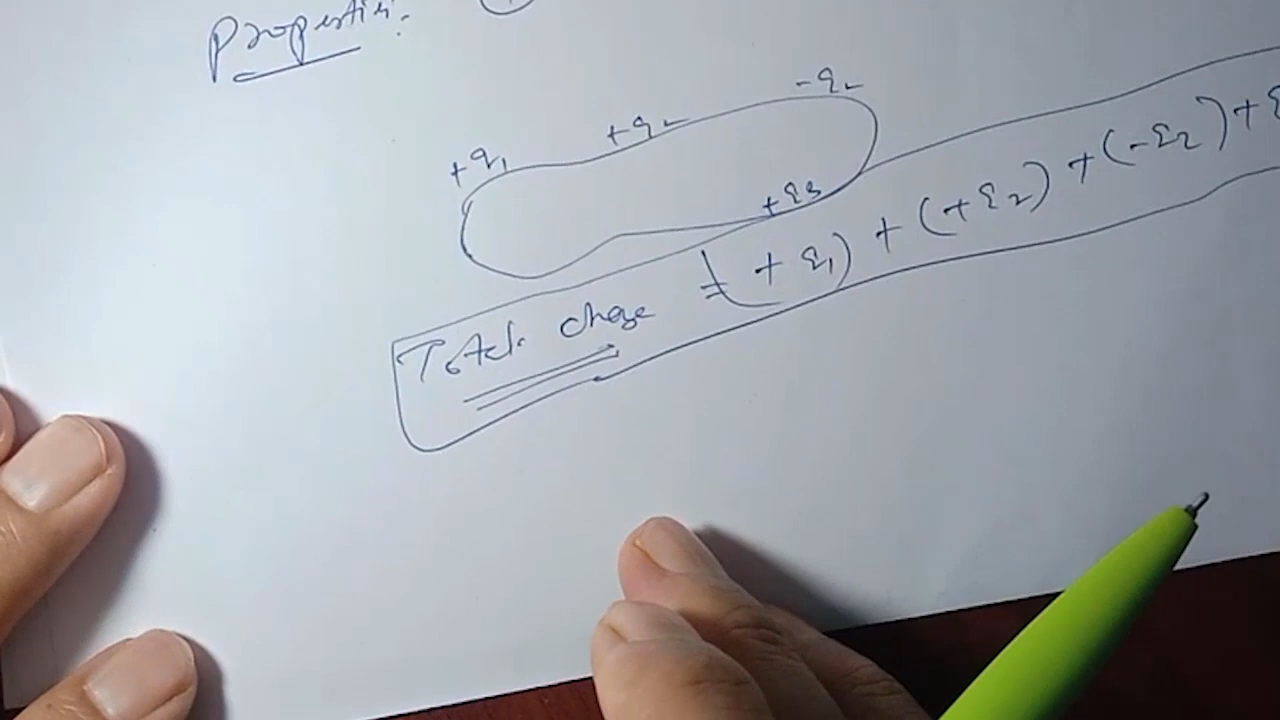 Properties:
-q2
+q2
+q1
+q3
Total charge = (+q1) + (+q2) + (-q2) + q